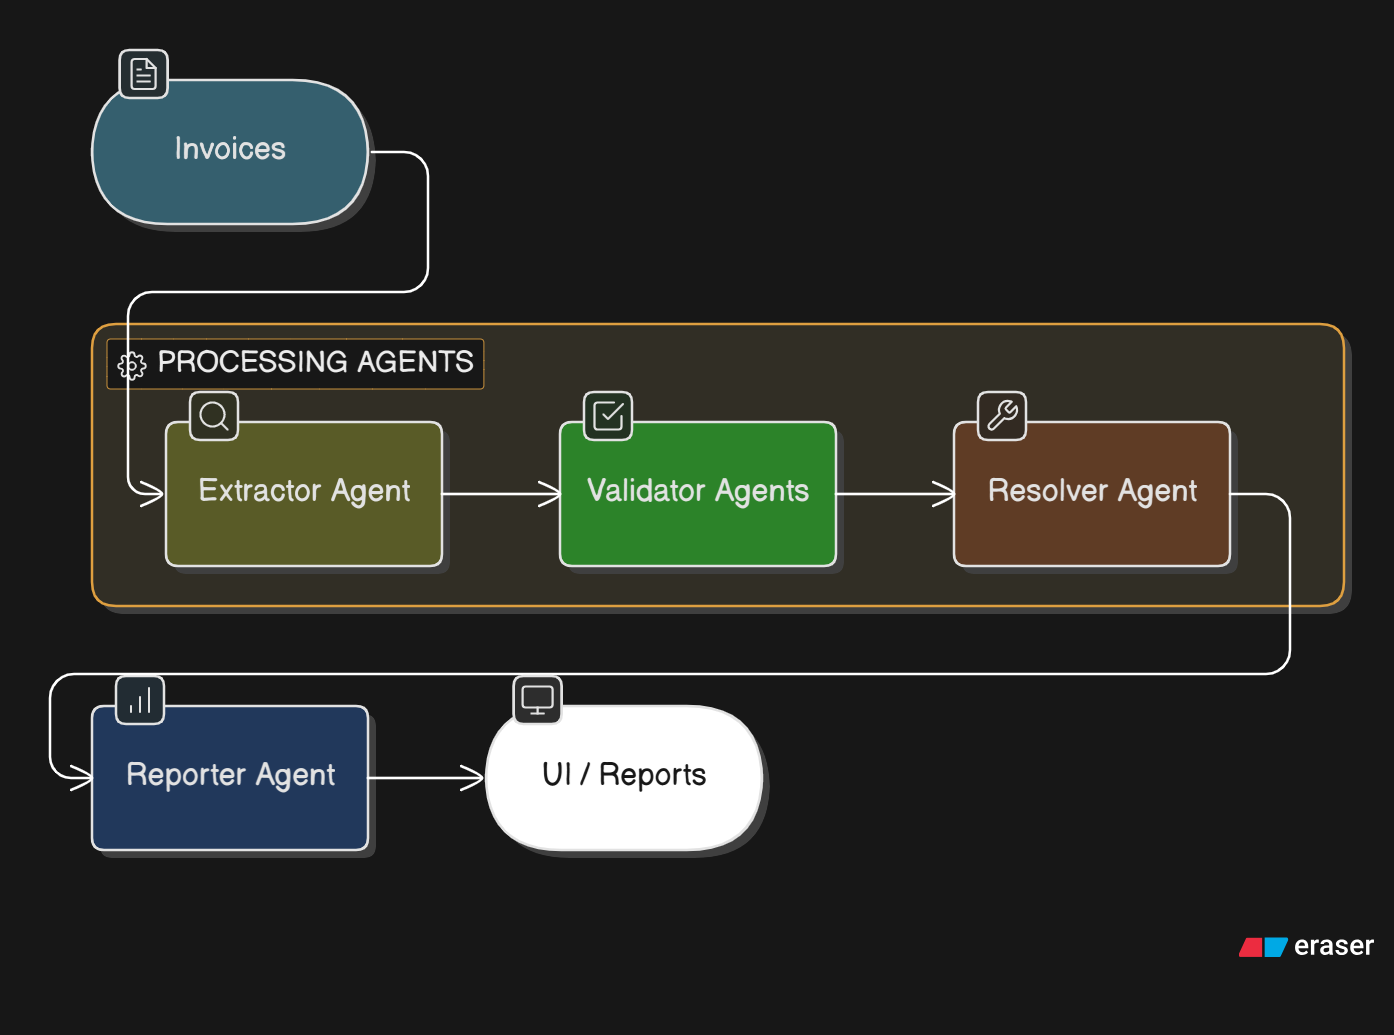 Invoices
PROCESSING AGENTS
Extractor Agent
Validator Agents
Resolver Agent
Reporter Agent
UI / Reports
eraser